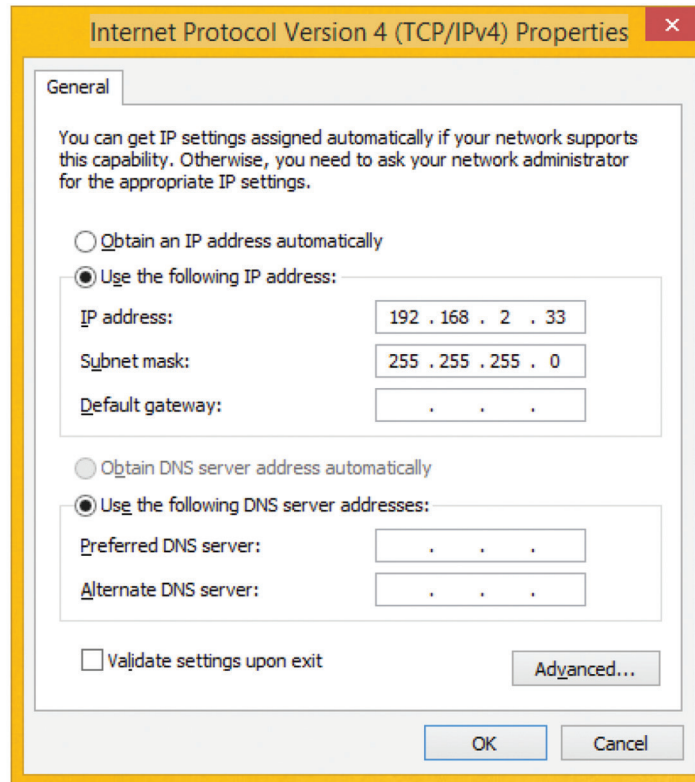 Internet Protocol Version 4 (TCP/IPv4) Properties
General
You can get IP settings assigned automatically if your network supports
this capability. Otherwise, you need to ask your network administrator
for the appropriate IP settings.
Obtain an IP address automatically
Use the following IP address:
IP address: 192 . 168 . 2 . 33
Subnet mask: 255 . 255 . 255 . 0
Default gateway: . . .
Obtain DNS server address automatically
Use the following DNS server addresses:
Preferred DNS server: . . .
Alternate DNS server: . . .
Validate settings upon exit
Advanced...
OK Cancel